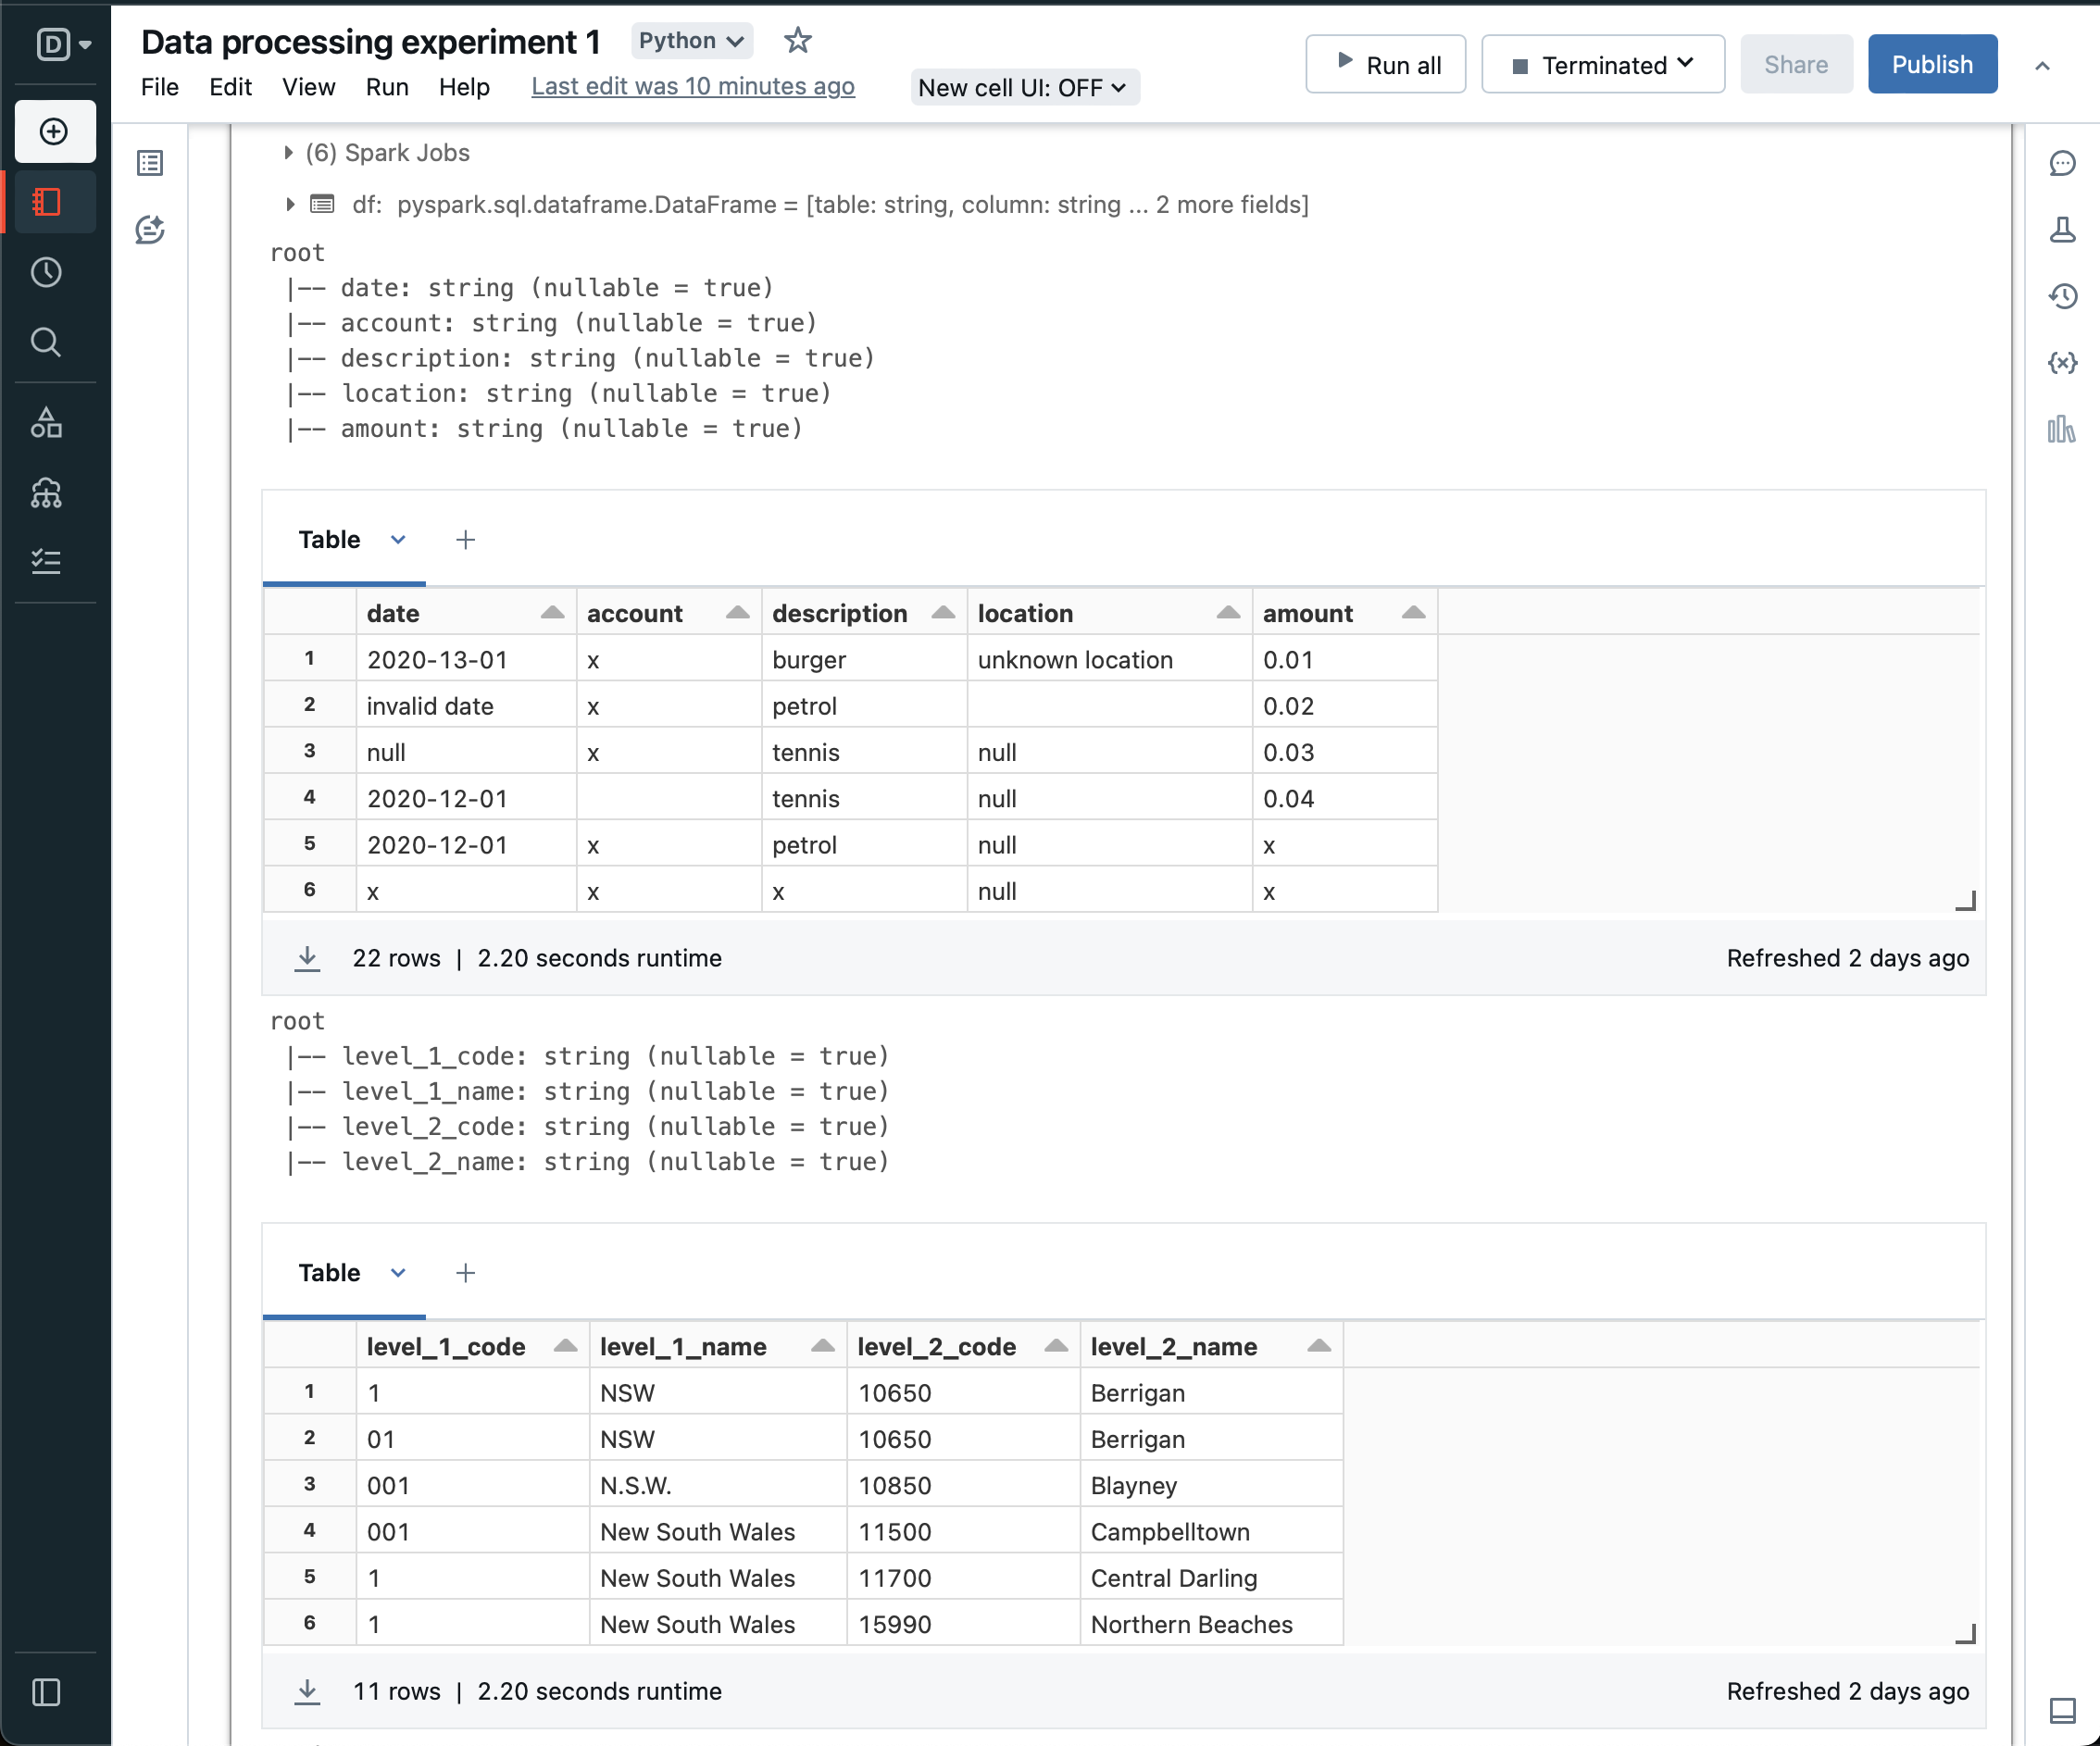 D
Data processing experiment 1 Python
File Edit View Run Help Last edit was 10 minutes ago New cell UI: OFF
Run all Terminated Share Publish
(6) Spark Jobs
df: pyspark.sql.dataframe.DataFrame = [table: string, column: string ... 2 more fields]
root
|-- date: string (nullable = true)
|-- account: string (nullable = true)
|-- description: string (nullable = true)
|-- location: string (nullable = true)
|-- amount: string (nullable = true)
Table +
date account description location amount
1 2020-13-01 x burger unknown location 0.01
2 invalid date x petrol 0.02
3 null x tennis null 0.03
4 2020-12-01 tennis null 0.04
5 2020-12-01 x petrol null x
6 x x x null x
22 rows | 2.20 seconds runtime Refreshed 2 days ago
root
|-- level_1_code: string (nullable = true)
|-- level_1_name: string (nullable = true)
|-- level_2_code: string (nullable = true)
|-- level_2_name: string (nullable = true)
Table +
level_1_code level_1_name level_2_code level_2_name
1 1 NSW 10650 Berrigan
2 01 NSW 10650 Berrigan
3 001 N.S.W. 10850 Blayney
4 001 New South Wales 11500 Campbelltown
5 1 New South Wales 11700 Central Darling
6 1 New South Wales 15990 Northern Beaches
11 rows | 2.20 seconds runtime Refreshed 2 days ago